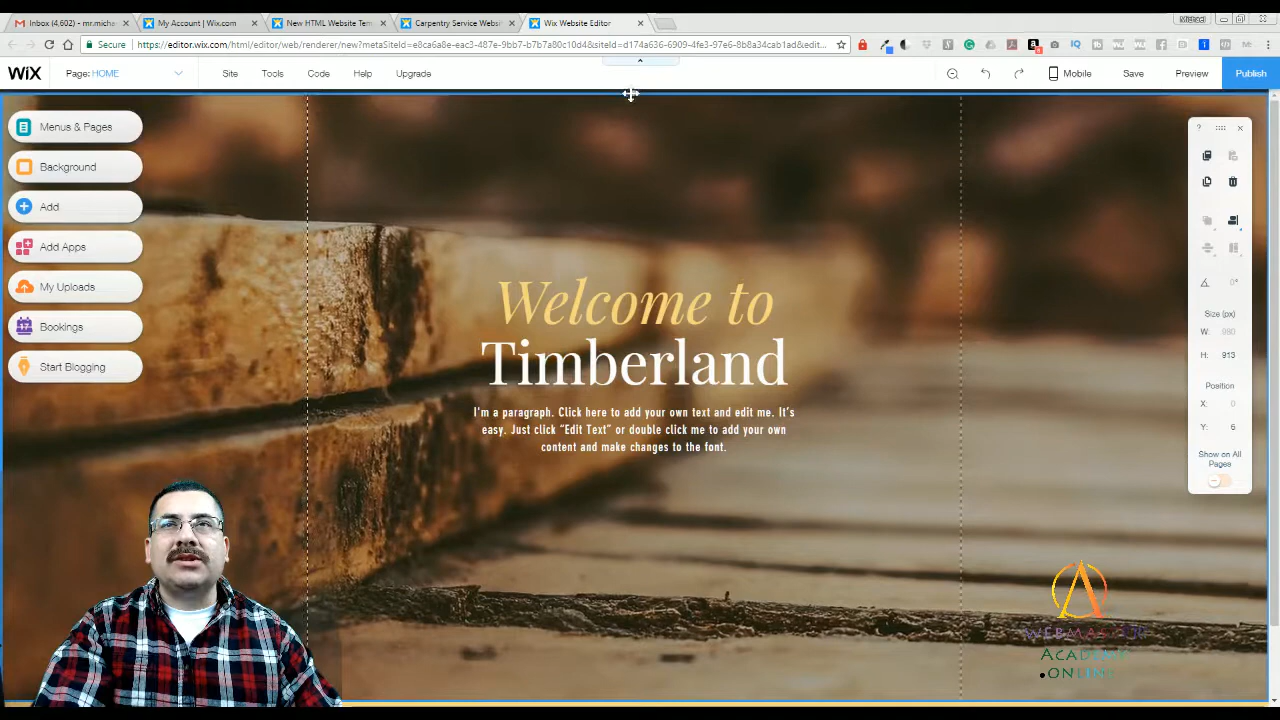 Inbox (4,602) - mr.micha
My Account | Wix.com
New HTML Website Tem
Carpentry Service Websi
Wix Website Editor
Michael
Secure
https://editor.wix.com/html/editor/web/renderer/new?metaSiteId=e8ca6a8e-eac3-487e-9bb7-b7b7a80c10d4&siteId=d174a636-6909-4fe3-97e6-8b8a34cab1ad&edit...
WiX
Page: HOME
Site
Tools
Code
Help
Upgrade
Mobile
Save
Preview
Publish
Menus & Pages
Background
Add
Add Apps
My Uploads
Bookings
Start Blogging
Welcome to
Timberland
I'm a paragraph. Click here to add your own text and edit me. It's
easy. Just click “Edit Text” or double click me to add your own
content and make changes to the font.
?
0°
Size (px)
W: 980
H: 913
Position
X: 0
Y: 6
Show on All
Pages
Academy
.ONLINE